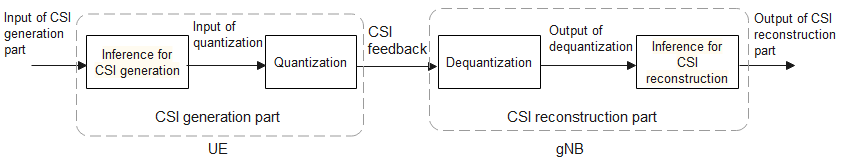 Input of CSI
generation
part
Inference for
CSI generation
Input of
quantization
Quantization
CSI generation part
UE
CSI
feedback
Dequantization
Output of
dequantization
Inference for
CSI
reconstruction
CSI reconstruction part
gNB
Output of CSI
reconstruction
part